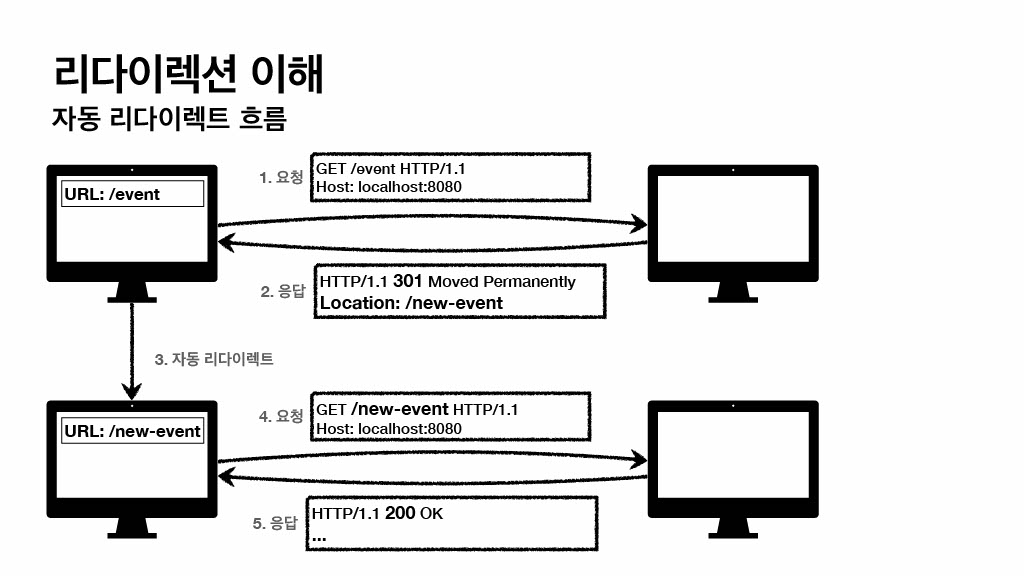 리다이렉션 이해
자동 리다이렉트 흐름
URL: /event
1. 요청
GET /event HTTP/1.1
Host: localhost:8080
2. 응답
HTTP/1.1 301 Moved Permanently
Location: /new-event
3. 자동 리다이렉트
URL: /new-event
4. 요청
GET /new-event HTTP/1.1
Host: localhost:8080
5. 응답
HTTP/1.1 200 OK
...